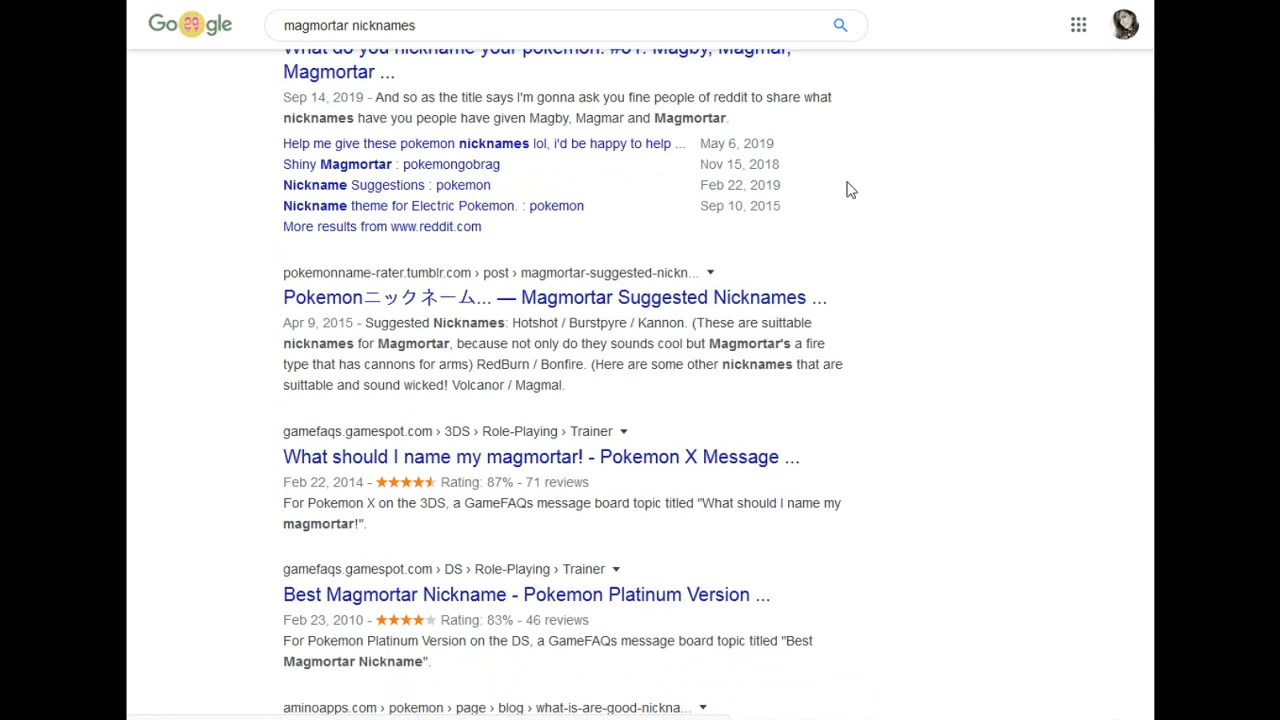 Google
magmortar nicknames
What do you nickname your pokemon: #61: Magby, Magmar,
Magmortar ...
Sep 14, 2019 - And so as the title says I'm gonna ask you fine people of reddit to share what
nicknames have you people have given Magby, Magmar and Magmortar.
Help me give these pokemon nicknames lol, i'd be happy to help ... May 6, 2019
Shiny Magmortar : pokemongobrag Nov 15, 2018
Nickname Suggestions : pokemon Feb 22, 2019
Nickname theme for Electric Pokemon. : pokemon Sep 10, 2015
More results from www.reddit.com
pokemonname-rater.tumblr.com › post › magmortar-suggested-nickn...
Pokemonニックネーム... — Magmortar Suggested Nicknames ...
Apr 9, 2015 - Suggested Nicknames: Hotshot / Burstpyre / Kannon. (These are suittable
nicknames for Magmortar, because not only do they sounds cool but Magmortar's a fire
type that has cannons for arms) RedBurn / Bonfire. (Here are some other nicknames that are
suittable and sound wicked! Volcanor / Magmal.
gamefaqs.gamespot.com › 3DS › Role-Playing › Trainer
What should I name my magmortar! - Pokemon X Message ...
Feb 22, 2014 - Rating: 87% - 71 reviews
For Pokemon X on the 3DS, a GameFAQs message board topic titled "What should I name my
magmortar!".
gamefaqs.gamespot.com › DS › Role-Playing › Trainer
Best Magmortar Nickname - Pokemon Platinum Version ...
Feb 23, 2010 - Rating: 83% - 46 reviews
For Pokemon Platinum Version on the DS, a GameFAQs message board topic titled "Best
Magmortar Nickname".
aminoapps.com › pokemon › page › blog › what-is-are-good-nickna...